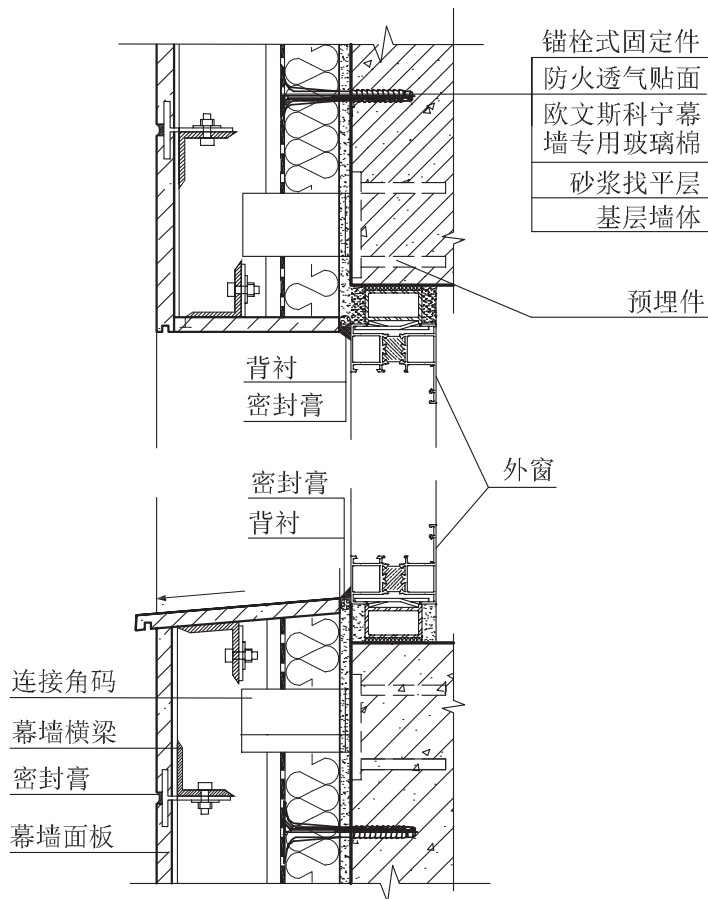 锚栓式固定件
防火透气贴面
欧文斯科宁幕
墙专用玻璃棉
砂浆找平层
基层墙体
预埋件
背衬
密封膏
外窗
密封膏
背衬
连接角码
幕墙横梁
密封膏
幕墙面板